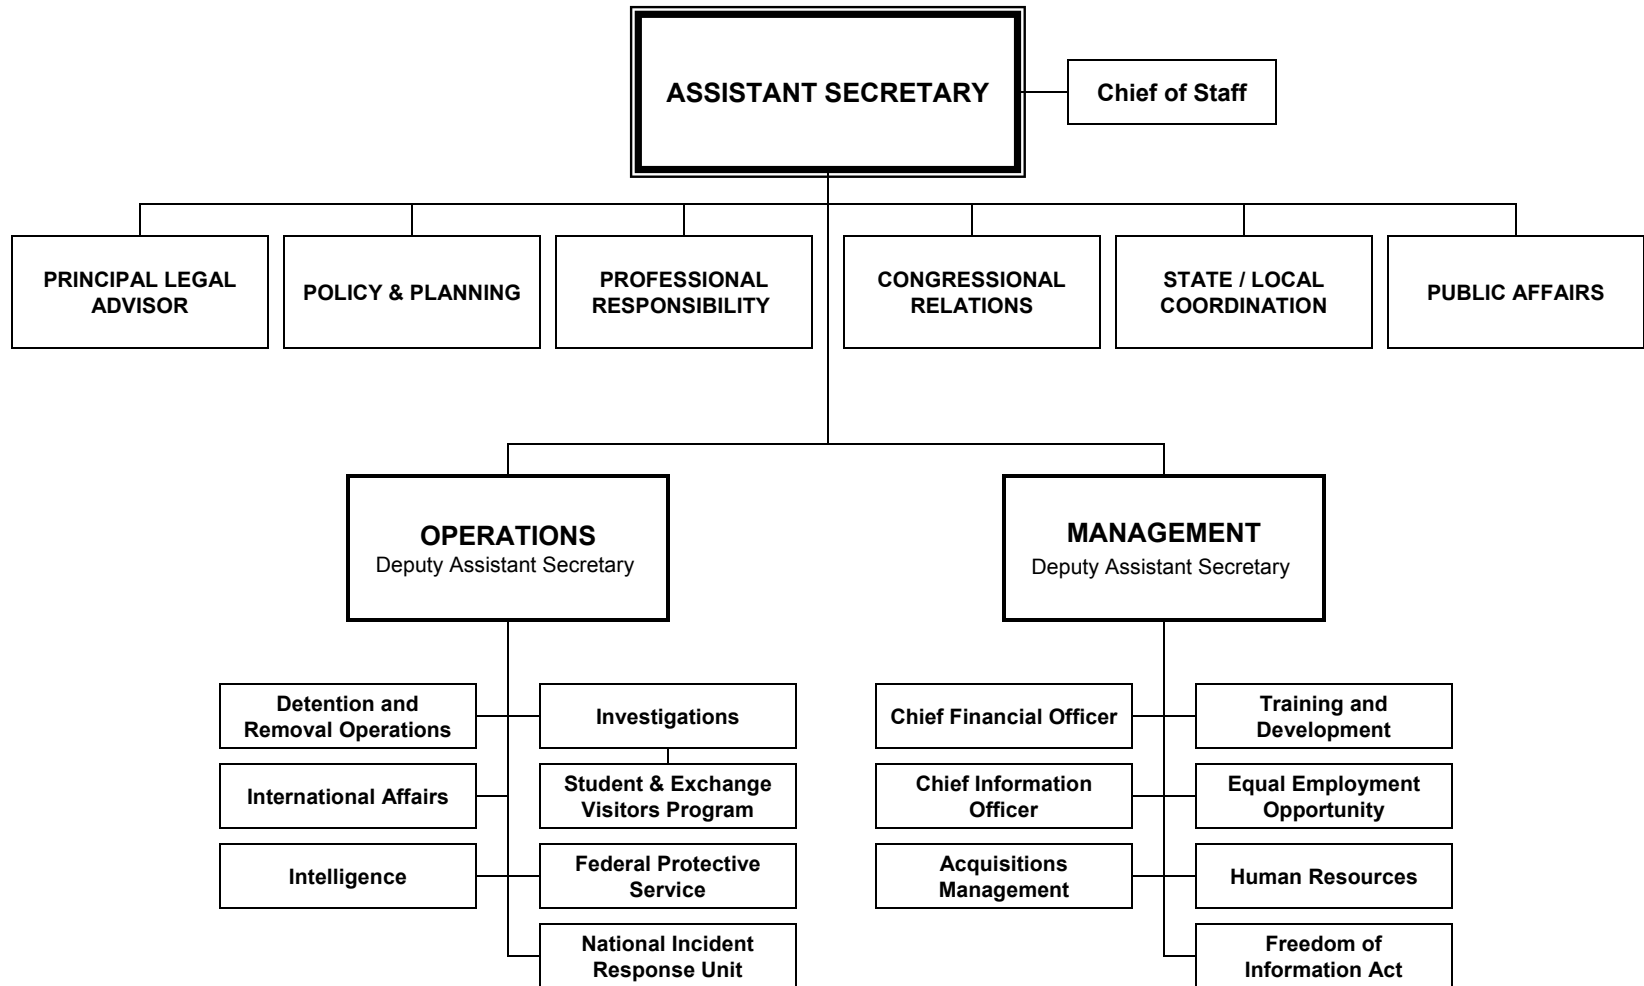 ASSISTANT SECRETARY
Chief of Staff
PRINCIPAL LEGAL
ADVISOR
POLICY & PLANNING
PROFESSIONAL
RESPONSIBILITY
CONGRESSIONAL
RELATIONS
STATE / LOCAL
COORDINATION
PUBLIC AFFAIRS
OPERATIONS
Deputy Assistant Secretary
MANAGEMENT
Deputy Assistant Secretary
Detention and
Removal Operations
Investigations
International Affairs
Student & Exchange
Visitors Program
Intelligence
Federal Protective
Service
National Incident
Response Unit
Chief Financial Officer
Training and
Development
Chief Information
Officer
Equal Employment
Opportunity
Acquisitions
Management
Human Resources
Freedom of
Information Act